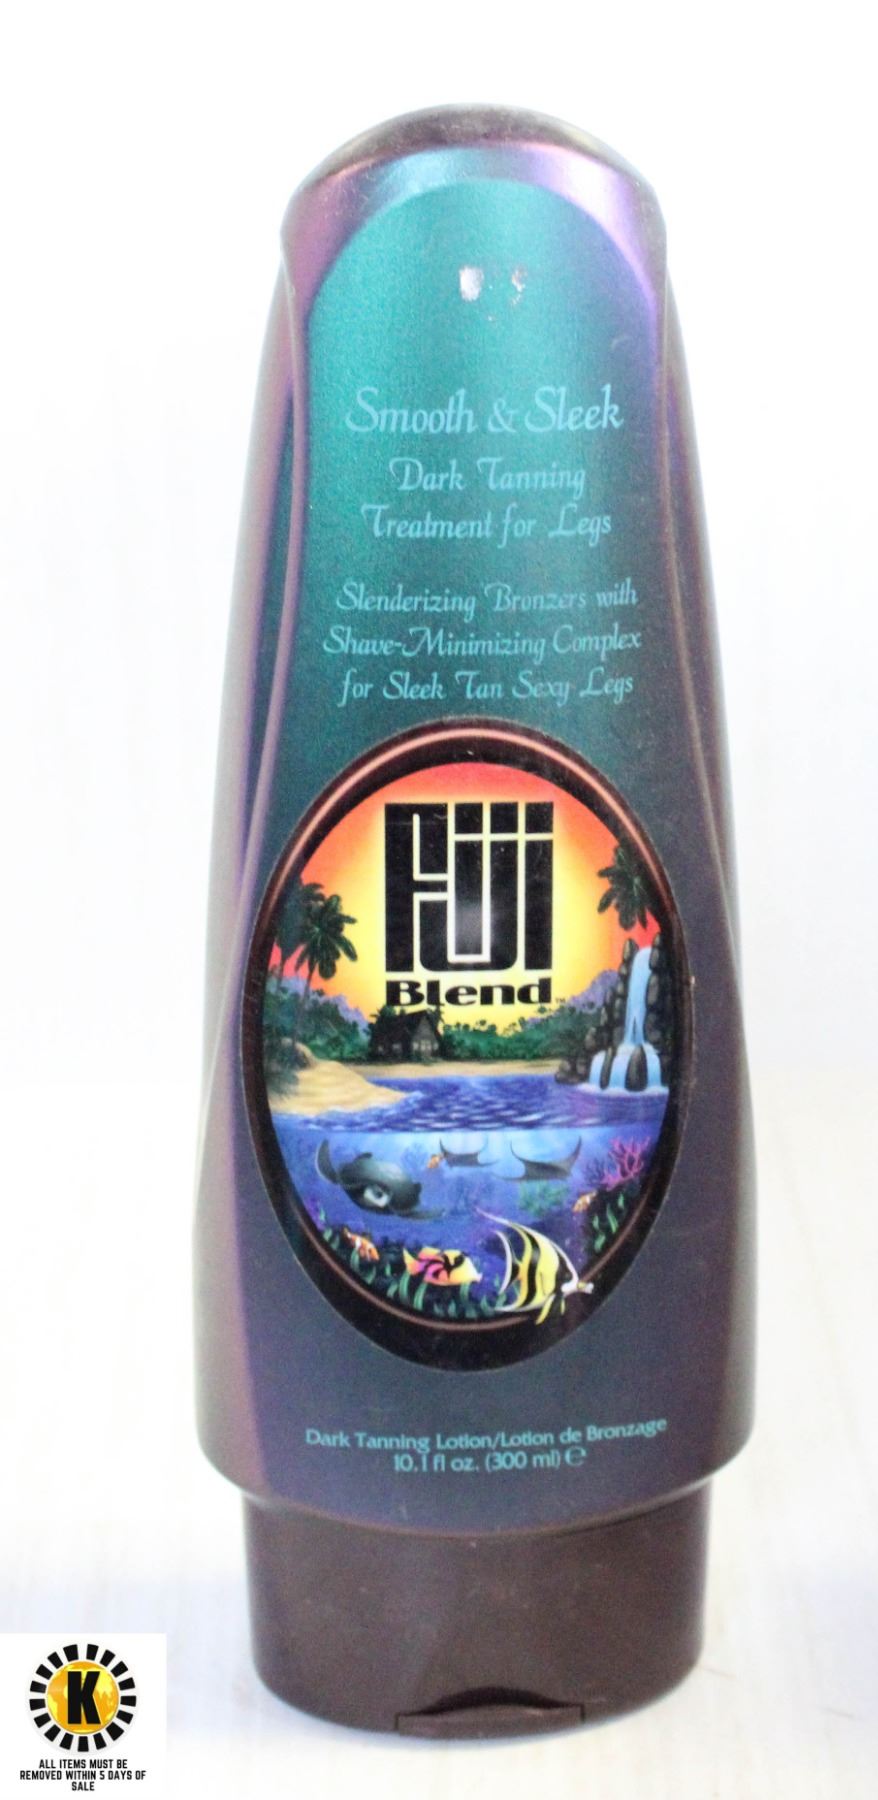 Smooth & Sleek
Dark Tanning
Treatment for Legs
Slenderizing Bronzers with
Shave-Minimizing Complex
for Sleek Tan Sexy Legs
Fiji
Blend™
Dark Tanning Lotion/Lotion de Bronzage
10.1 fl oz. (300 ml) ℮
K
ALL ITEMS MUST BE
REMOVED WITHIN 5 DAYS OF
SALE